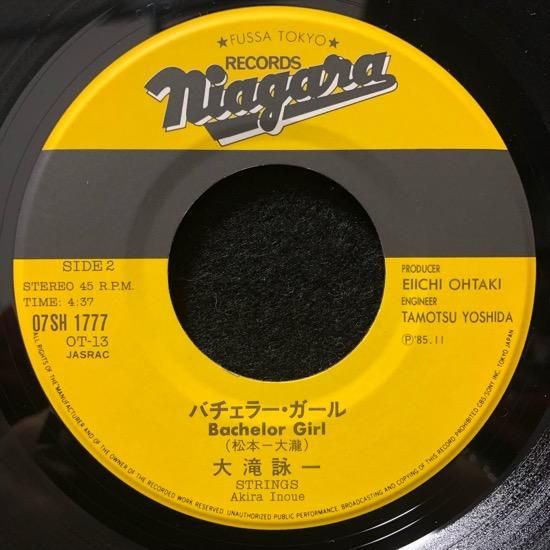 ★FUSSA TOKYO★
RECORDS
Niagara
SIDE 2
STEREO 45 R.P.M.
TIME: 4:37
07SH 1777
OT-13
JASRAC
PRODUCER
EIICHI OHTAKI
ENGINEER
TAMOTSU YOSHIDA
Ⓟ'85.11
バチェラー・ガール
Bachelor Girl
(松本－大瀧)
大滝詠一
STRINGS
Akira Inoue
ALL RIGHTS OF THE MANUFACTURER AND OF THE OWNER OF THE RECORDED WORK RESERVED. UNAUTHORIZED PUBLIC PERFORMANCE, BROADCASTING AND COPYING OF THIS RECORD PROHIBITED CBS/SONY INC. TOKYO JAPAN